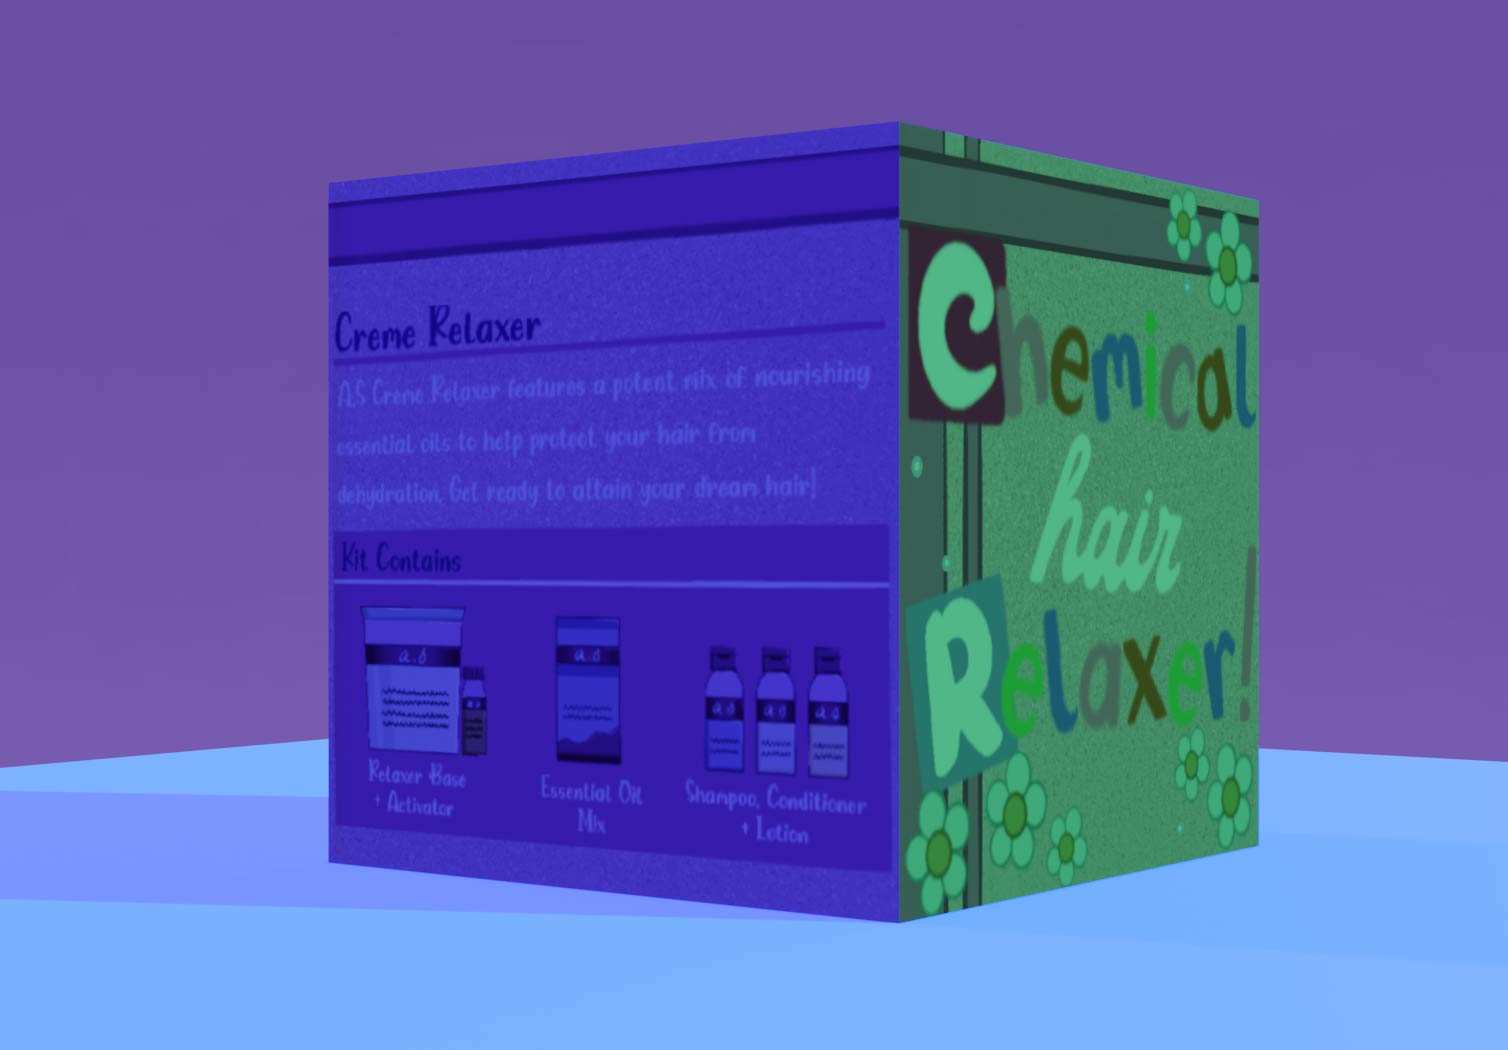 Creme Relaxer
A.S Creme Relaxer features a potent mix of nourishing
essential oils to help protect your hair from
dehydration. Get ready to attain your dream hair!
Kit Contains
a.s
a.s
a.s
a.s
a.s
a.s
Relaxer Base
+ Activator
Essential Oil
Mix
Shampoo, Conditioner
+ Lotion
Chemical
hair
Relaxer!